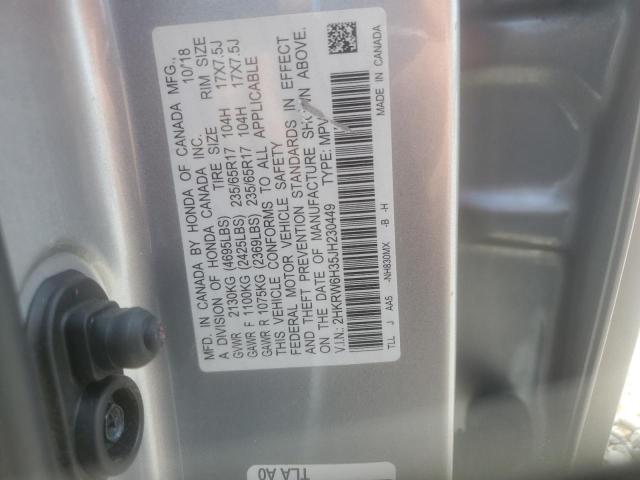 MFD. IN CANADA BY HONDA OF CANADA MFG.,
A DIVISION OF HONDA CANADA INC. 10/18
TIRE SIZE RIM SIZE
GVWR 2130KG (4695LBS)
GAWR F 1100KG (2425LBS) 235/65R17 104H 17X7.5J
GAWR R 1075KG (2369LBS) 235/65R17 104H 17X7.5J
THIS VEHICLE CONFORMS TO ALL APPLICABLE
FEDERAL MOTOR VEHICLE SAFETY
AND THEFT PREVENTION STANDARDS IN EFFECT
ON THE DATE OF MANUFACTURE SHOWN ABOVE.
V.I.N.: 2HKRW6H35JH230449 TYPE: MPV
TLL J AA5 -NH830MX -B -H MADE IN CANADA
TLA A0